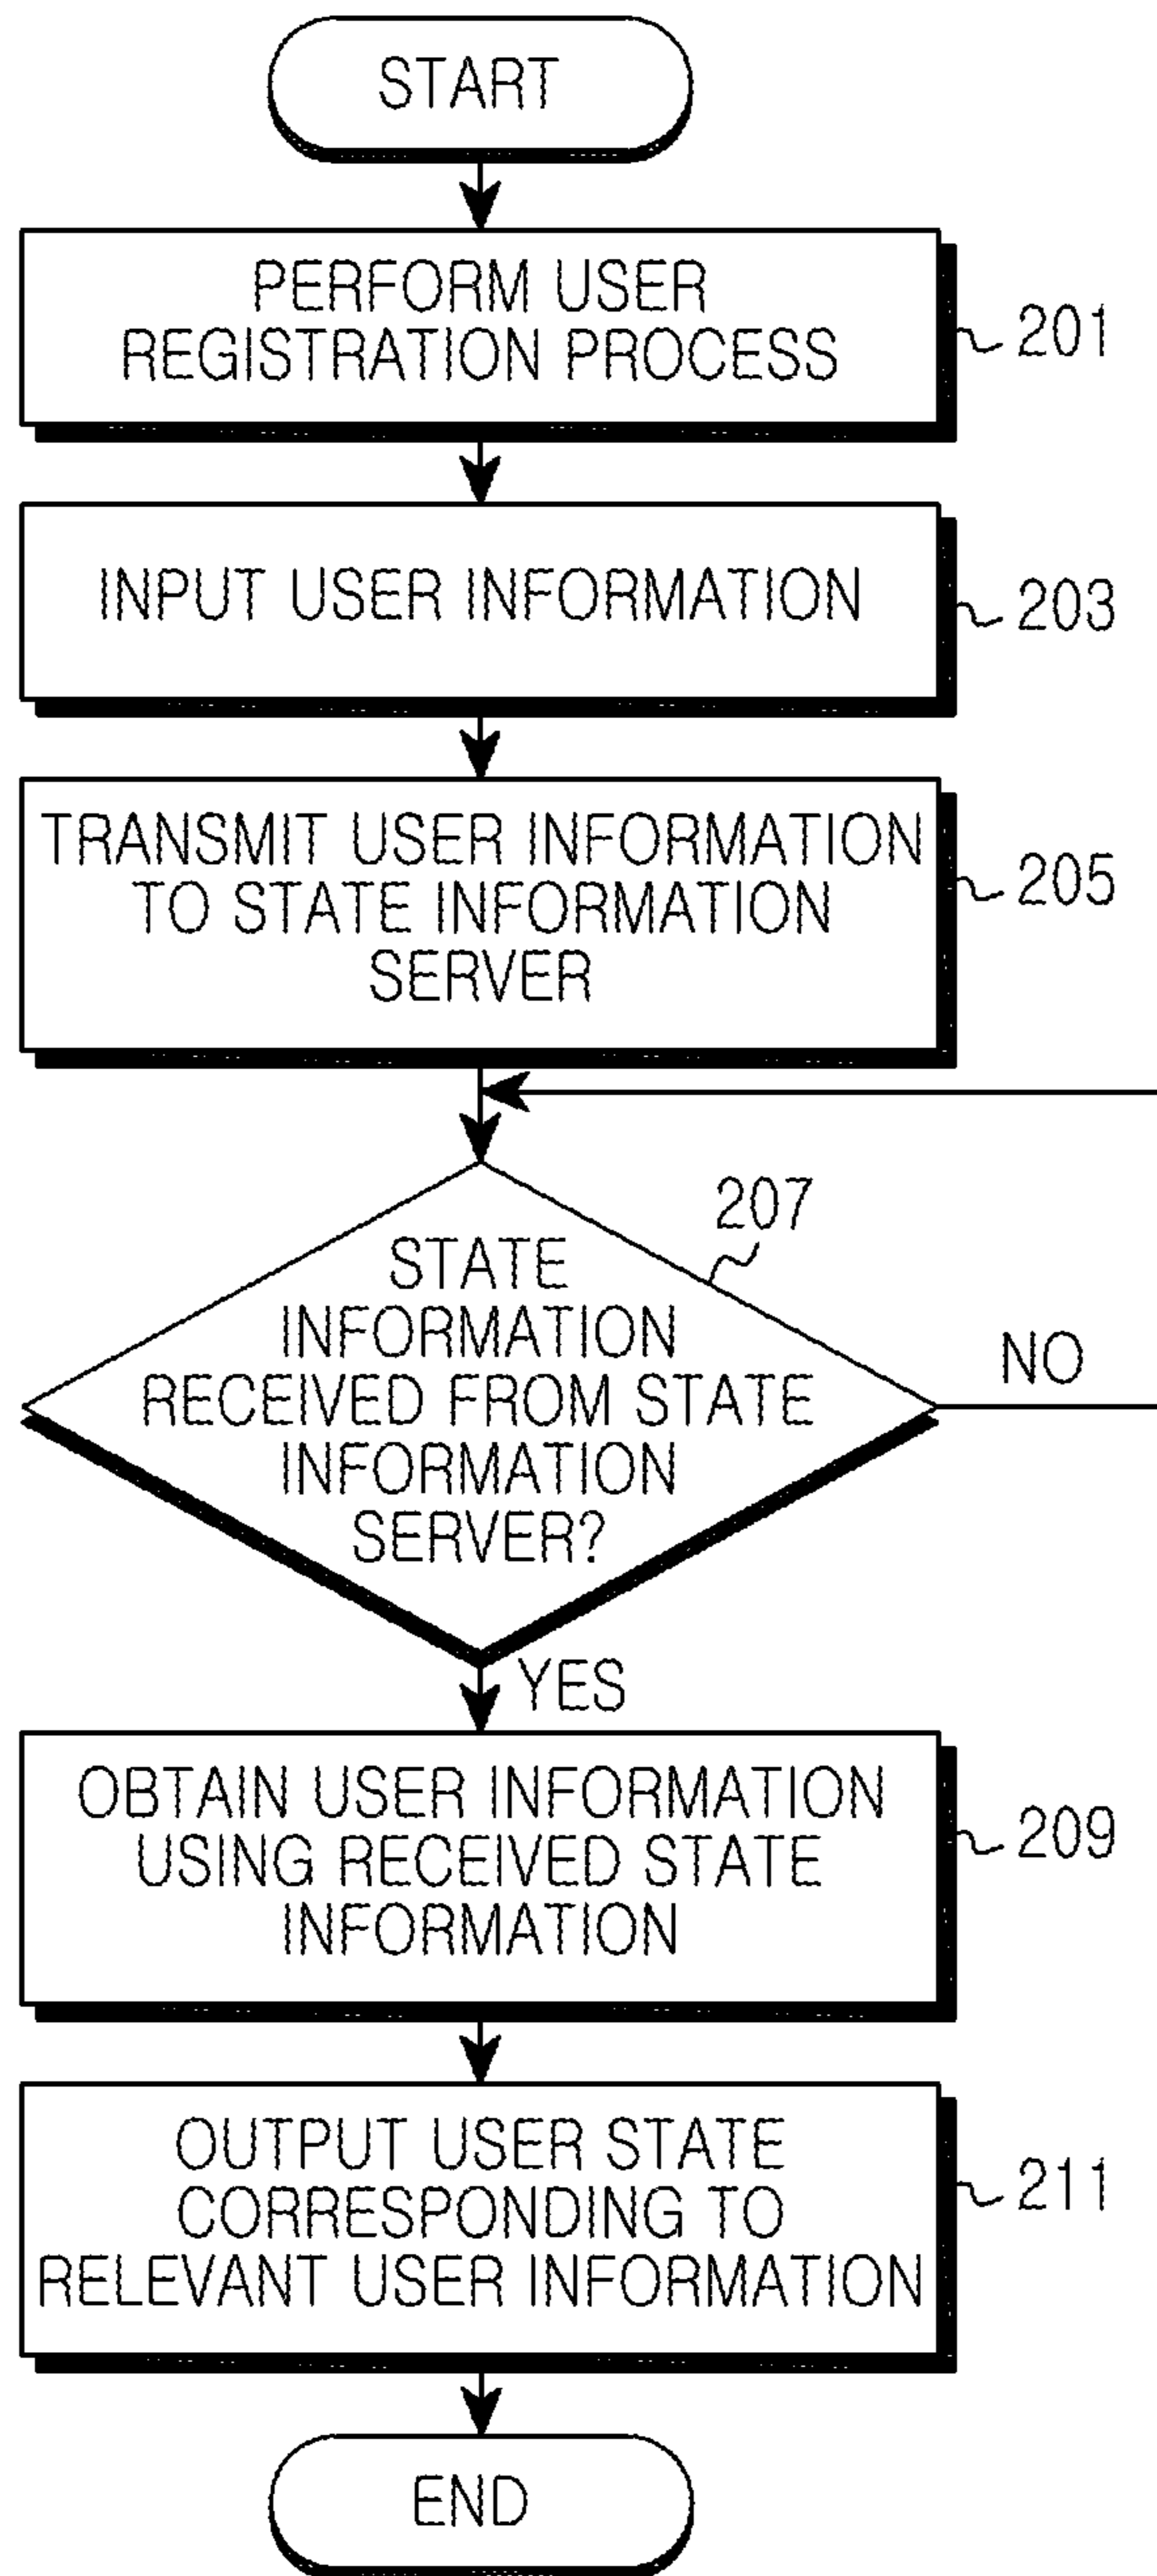 START
PERFORM USER
REGISTRATION PROCESS
201
INPUT USER INFORMATION
203
TRANSMIT USER INFORMATION
TO STATE INFORMATION
SERVER
205
207
STATE
INFORMATION
RECEIVED FROM STATE
INFORMATION
SERVER?
NO
YES
OBTAIN USER INFORMATION
USING RECEIVED STATE
INFORMATION
209
OUTPUT USER STATE
CORRESPONDING TO
RELEVANT USER INFORMATION
211
END